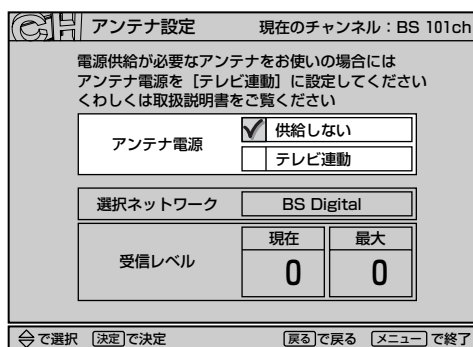 CH アンテナ設定 現在のチャンネル：BS 101ch
電源供給が必要なアンテナをお使いの場合には
アンテナ電源を［テレビ連動］に設定してください
くわしくは取扱説明書をご覧ください
アンテナ電源
供給しない
テレビ連動
選択ネットワーク BS Digital
受信レベル
現在 最大
0 0
で選択 決定で決定 戻るで戻る メニューで終了